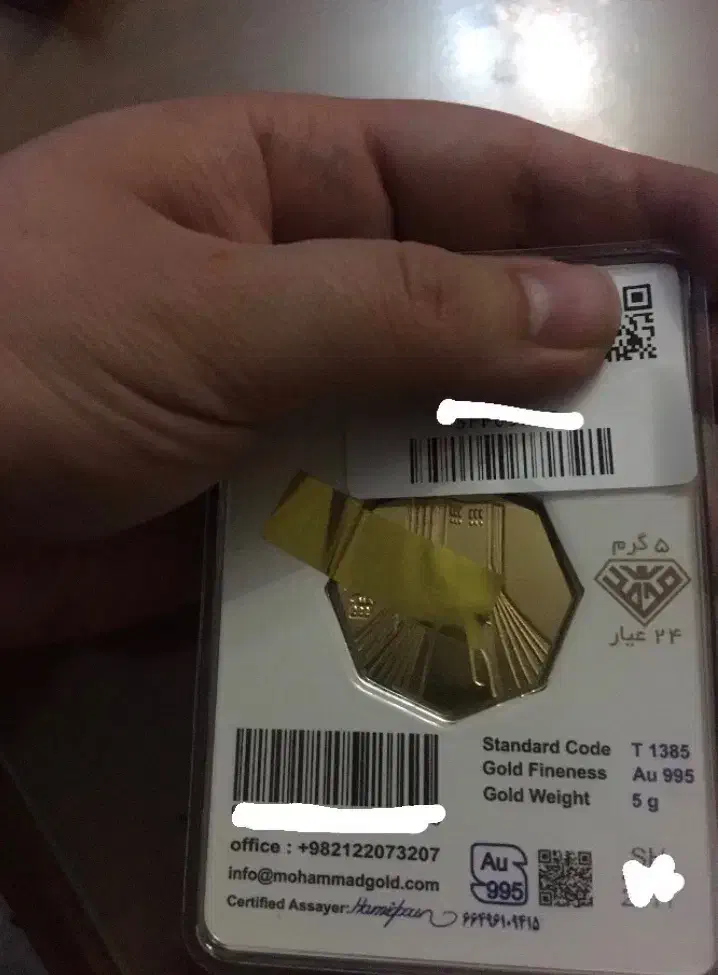 ۵ گرم
۲۴ عیار
Standard Code T 1385
Gold Fineness Au 995
Gold Weight 5 g
office : +982122073207
info@mohammadgold.com
Certified Assayer:
Au
995